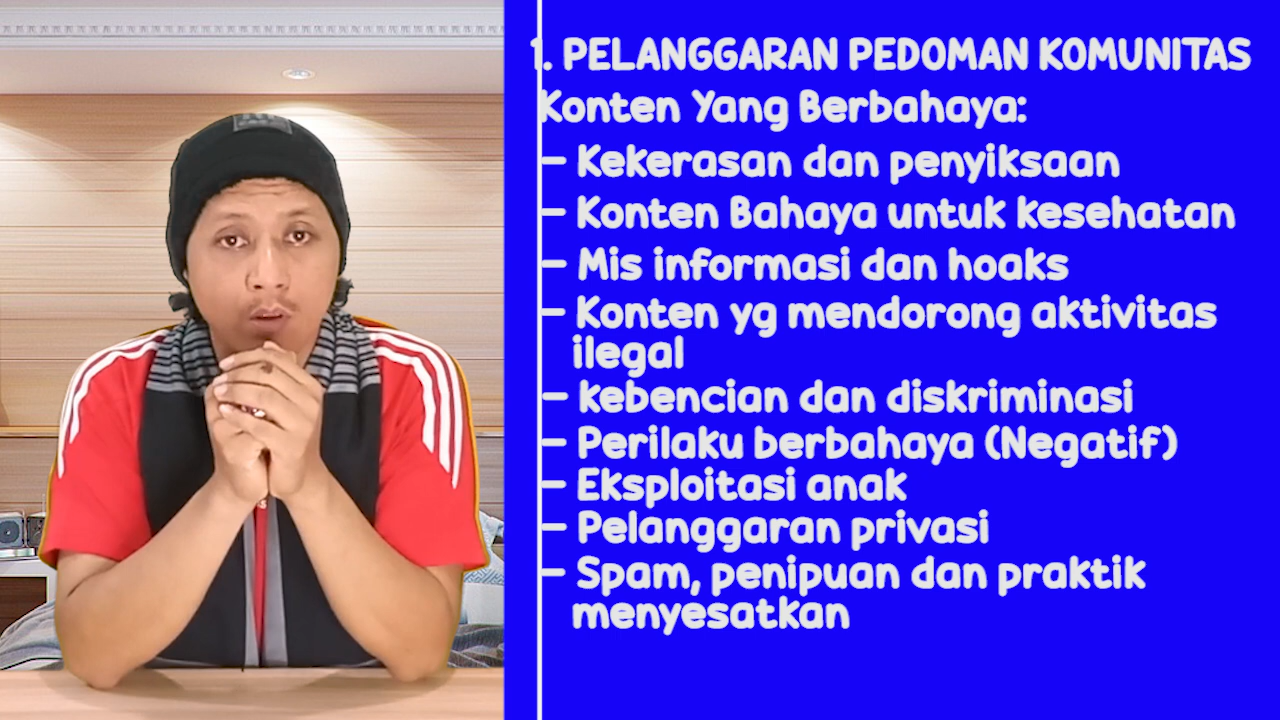 1. PELANGGARAN PEDOMAN KOMUNITAS
Konten Yang Berbahaya:
- Kekerasan dan penyiksaan
- Konten Bahaya untuk kesehatan
- Mis informasi dan hoaks
- Konten yg mendorong aktivitas
ilegal
- Kebencian dan diskriminasi
- Perilaku berbahaya (Negatif)
- Eksploitasi anak
- Pelanggaran privasi
- Spam, penipuan dan praktik
menyesatkan